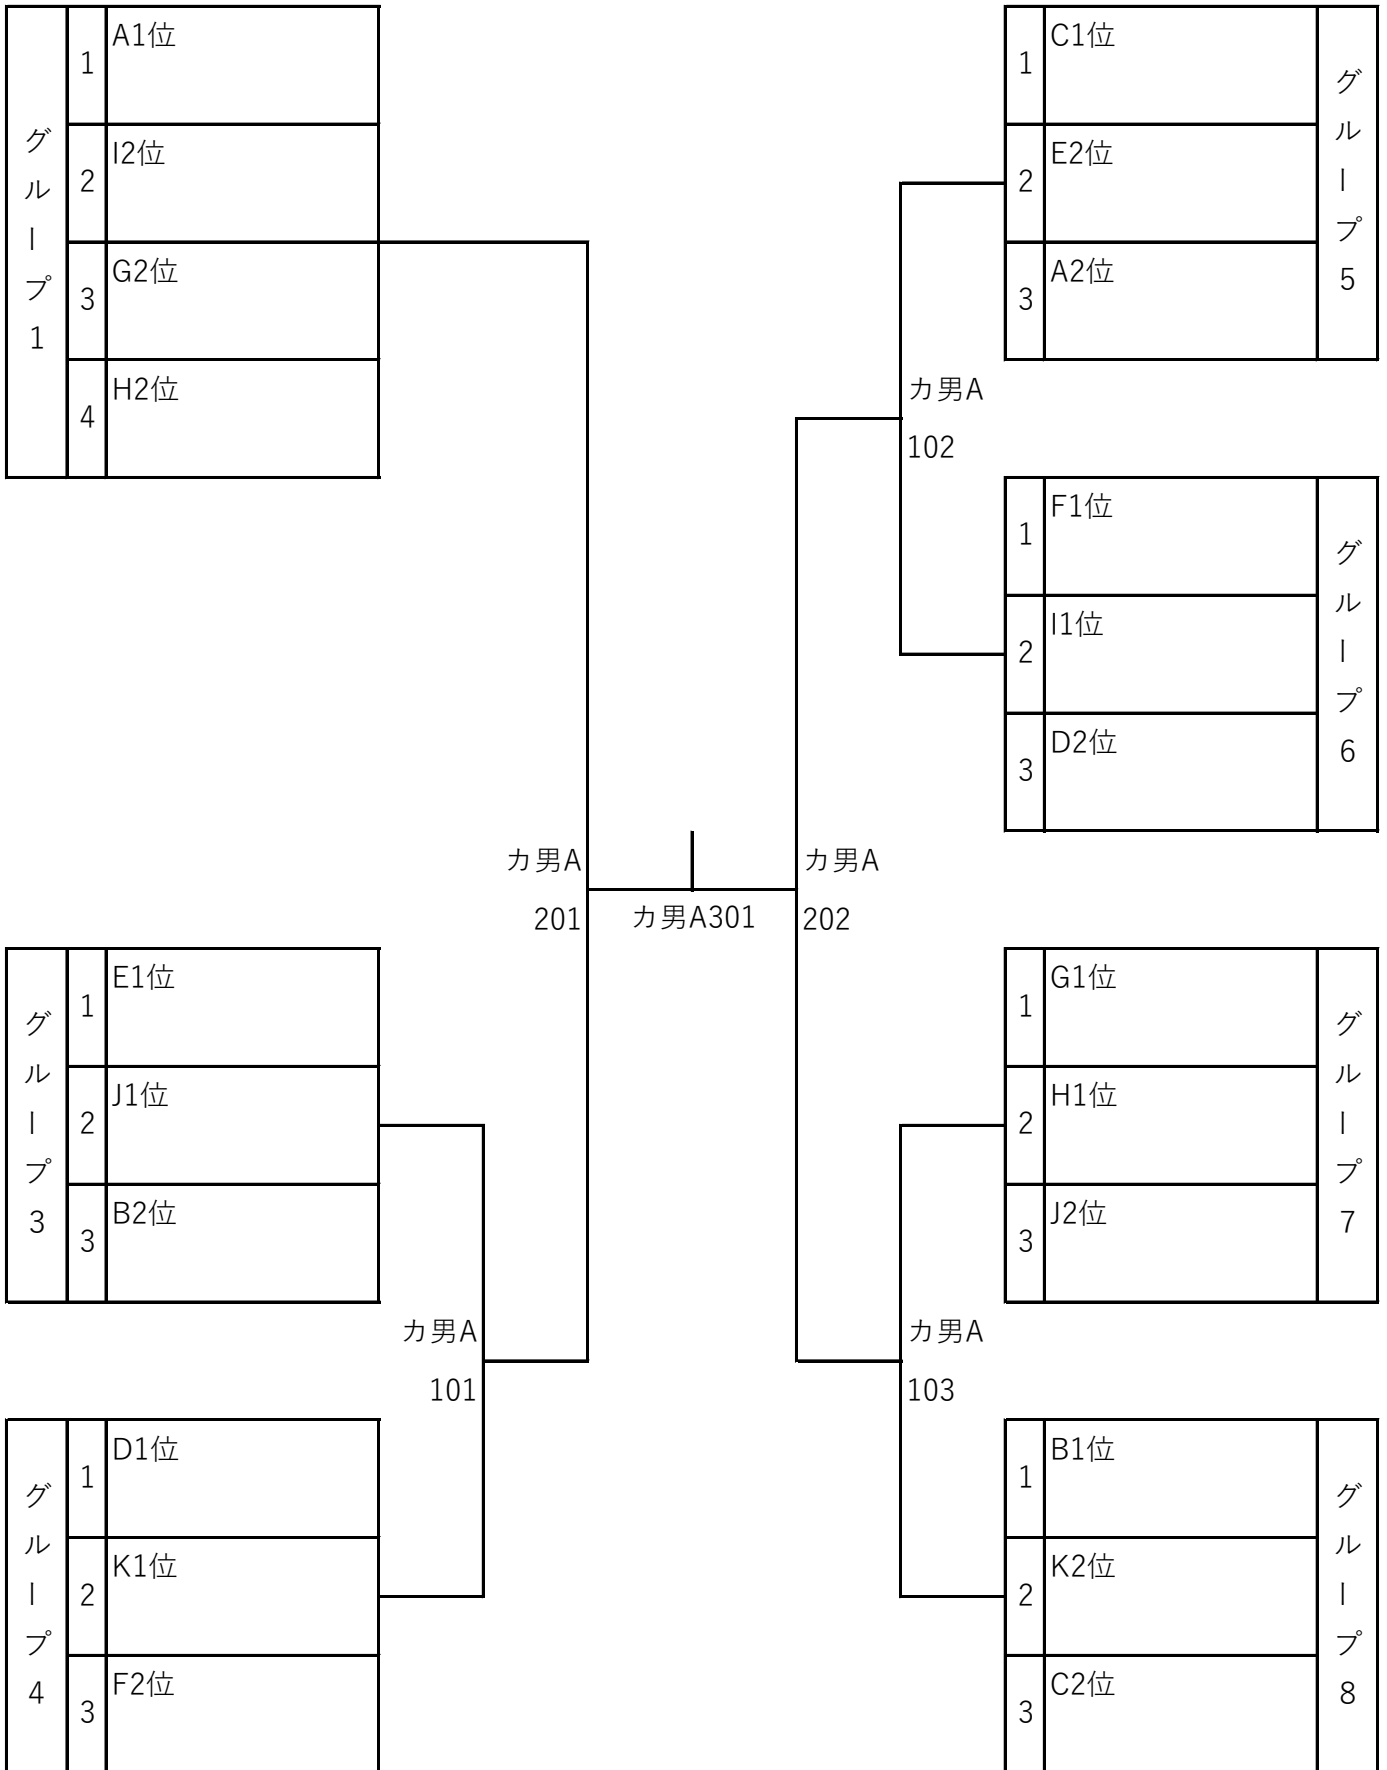 グループ1
1 A1位
2 I2位
3 G2位
4 H2位
グループ3
1 E1位
2 J1位
3 B2位
グループ4
1 D1位
2 K1位
3 F2位
カ男A
101
カ男A
201
カ男A301
カ男A
202
カ男A
102
カ男A
103
1 C1位
2 E2位
3 A2位
グループ5
1 F1位
2 I1位
3 D2位
グループ6
1 G1位
2 H1位
3 J2位
グループ7
1 B1位
2 K2位
3 C2位
グループ8